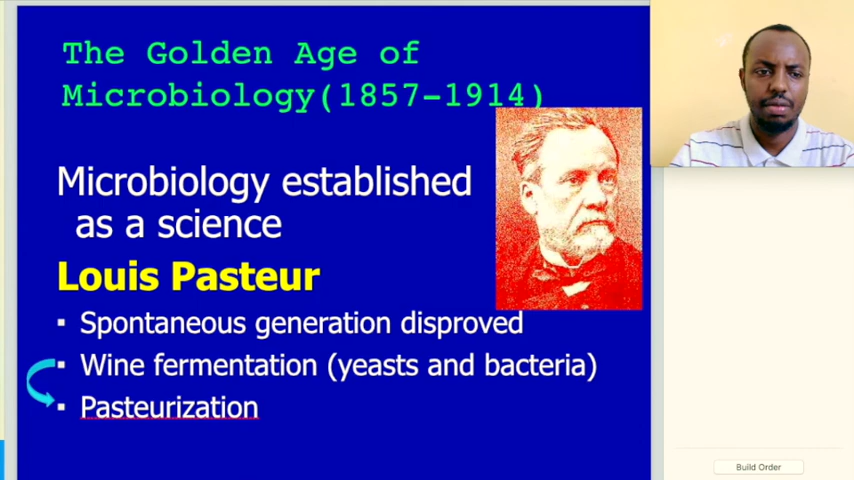 The Golden Age of
Microbiology(1857-1914)
Microbiology established
as a science
Louis Pasteur
▪ Spontaneous generation disproved
▪ Wine fermentation (yeasts and bacteria)
▪ Pasteurization
Build Order